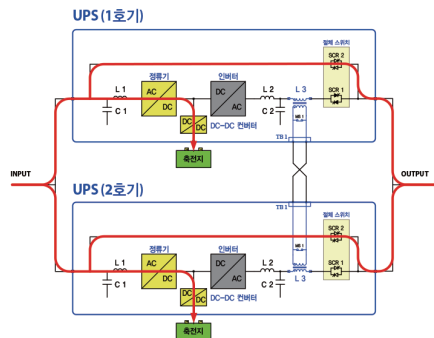 UPS (1호기)
절체 스위치
SCR 2
정류기
인버터
L 1
AC
DC
DC
AC
L 2
L 3
SCR 1
C 1
C 2
DC
DC
DC-DC 컨버터
TB1
축전지
INPUT
OUTPUT
UPS (2호기)
TB1
절체 스위치
SCR 2
정류기
인버터
L 1
AC
DC
DC
AC
L 2
SCR 1
L 3
C 1
C 2
DC
DC
DC-DC 컨버터
축전지